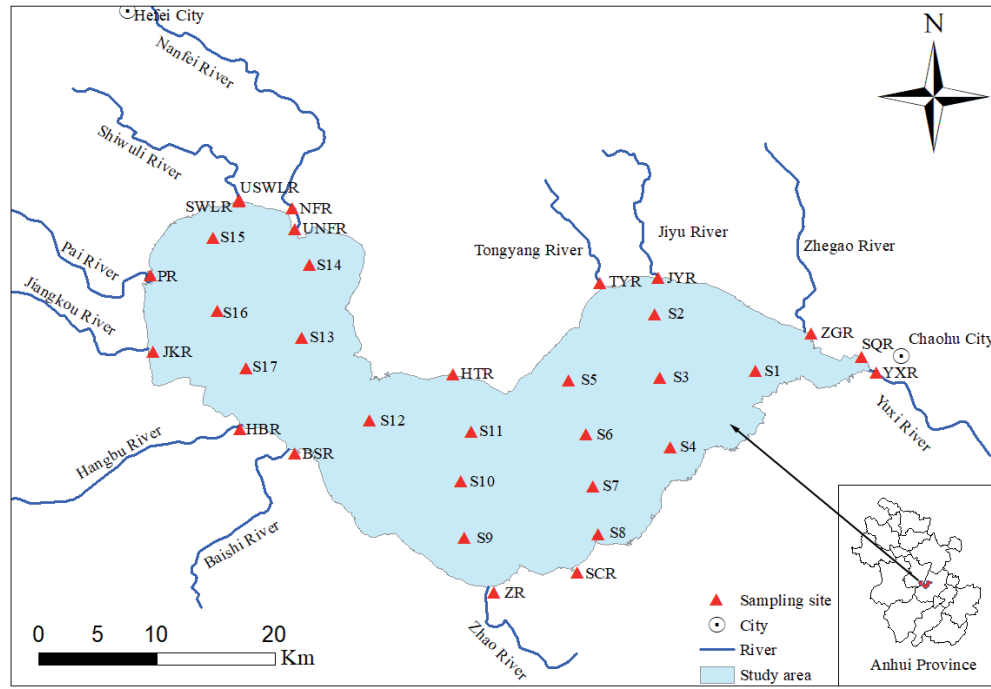 Hefei City
N
Nanfei River
Shiwuli River
USWLR
SWLR
NFR
UNFR
S15
S14
Pai River
PR
Jiangkou River
JKR
S16
S13
S17
Tongyang River
Jiyu River
Zhegao River
TYR
JYR
S2
ZGR
SQR
Chaohu City
YXR
Yuxi River
HTR
S5
S3
S1
S12
S11
S6
S4
HBR
Hangbu River
BSR
Baishi River
S10
S7
S9
S8
SCR
ZR
Zhao River
0 10 20
Km
Sampling site
City
River
Study area
Anhui Province